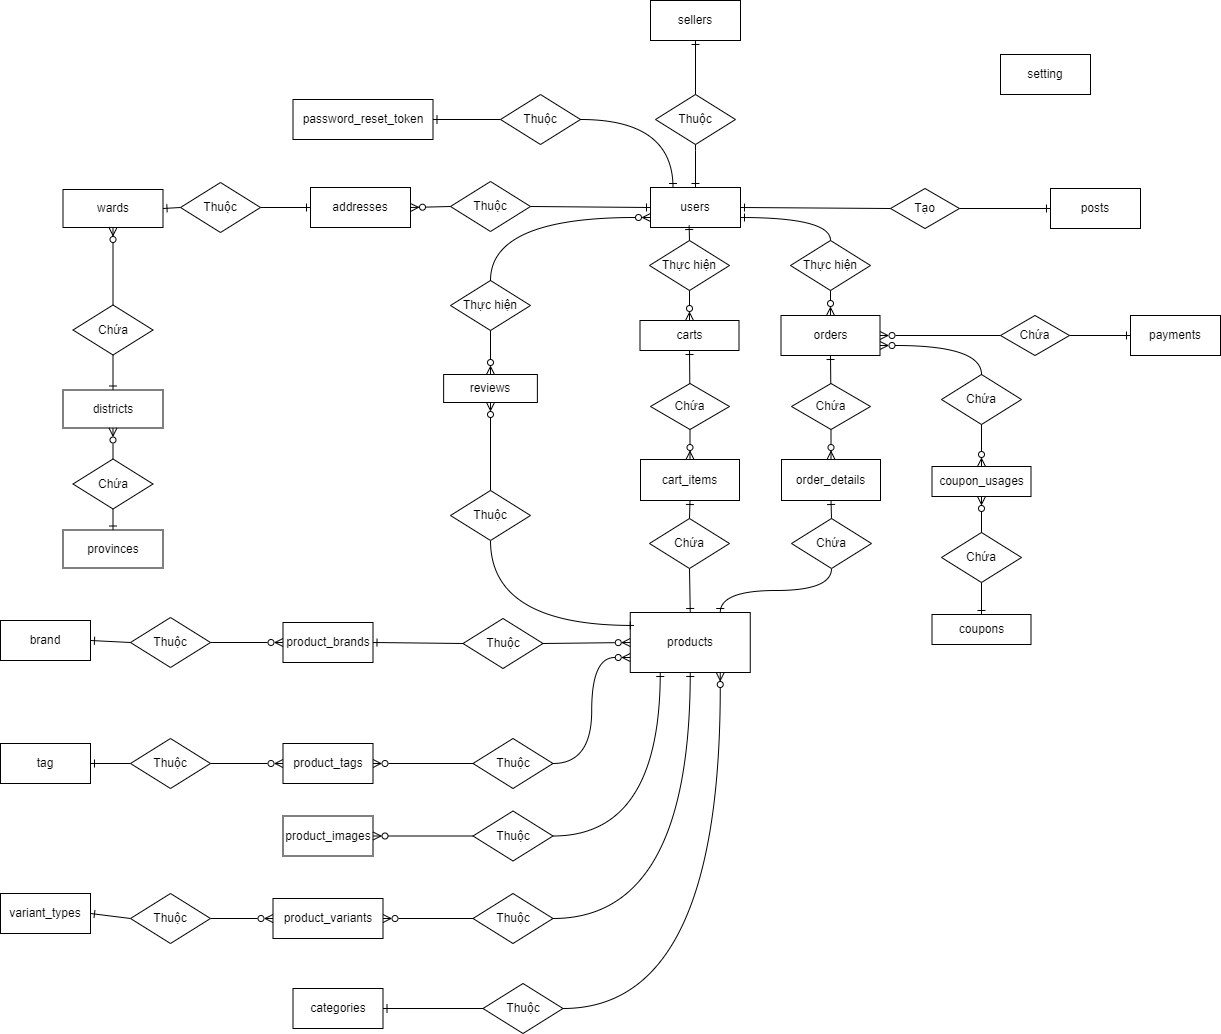 sellers
setting
password_reset_token
Thuộc
Thuộc
wards
Thuộc
addresses
Thuộc
users
Tạo
posts
Thực hiện
Thực hiện
Thực hiện
Chứa
carts
orders
Chứa
payments
reviews
districts
Chứa
Chứa
Chứa
Chứa
cart_items
order_details
coupon_usages
Thuộc
provinces
Chứa
Chứa
Chứa
brand
Thuộc
product_brands
Thuộc
products
coupons
tag
Thuộc
product_tags
Thuộc
product_images
Thuộc
variant_types
Thuộc
product_variants
Thuộc
categories
Thuộc